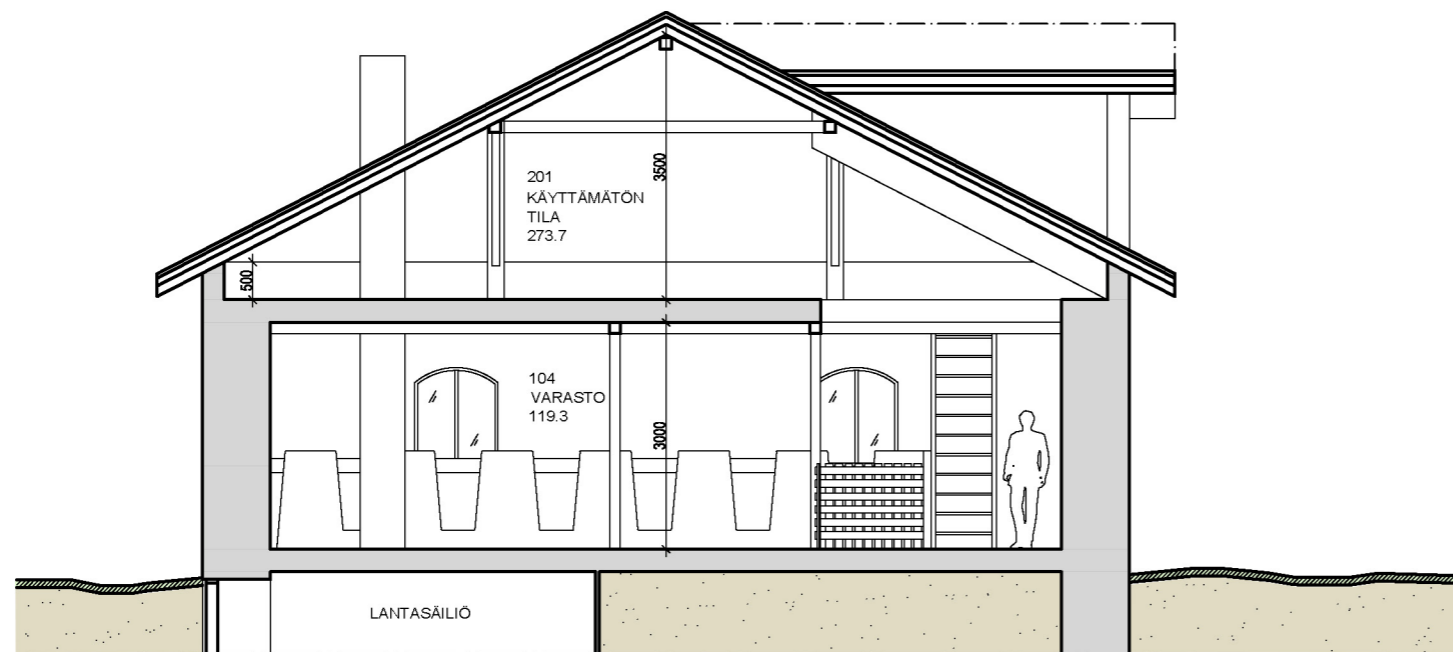 201
KÄYTTÄMÄTÖN
TILA
273.7
3500
500
104
VARASTO
119.3
3000
LANTASÄILIÖ